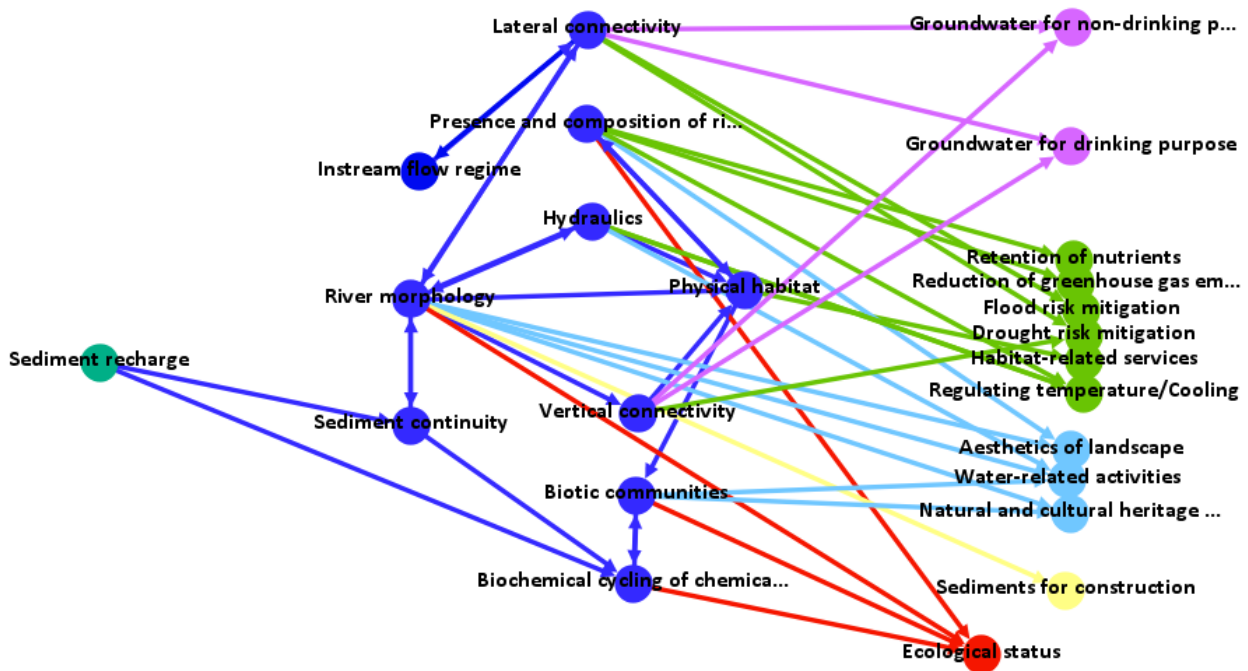 Lateral connectivity
Groundwater for non-drinking p...
Presence and composition of ri...
Groundwater for drinking purpose
Instream flow regime
Hydraulics
Retention of nutrients
Reduction of greenhouse gas em...
River morphology
Physical habitat
Flood risk mitigation
Drought risk mitigation
Sediment recharge
Habitat-related services
Regulating temperature/Cooling
Vertical connectivity
Sediment continuity
Aesthetics of landscape
Water-related activities
Biotic communities
Natural and cultural heritage ...
Biochemical cycling of chemica...
Sediments for construction
Ecological status